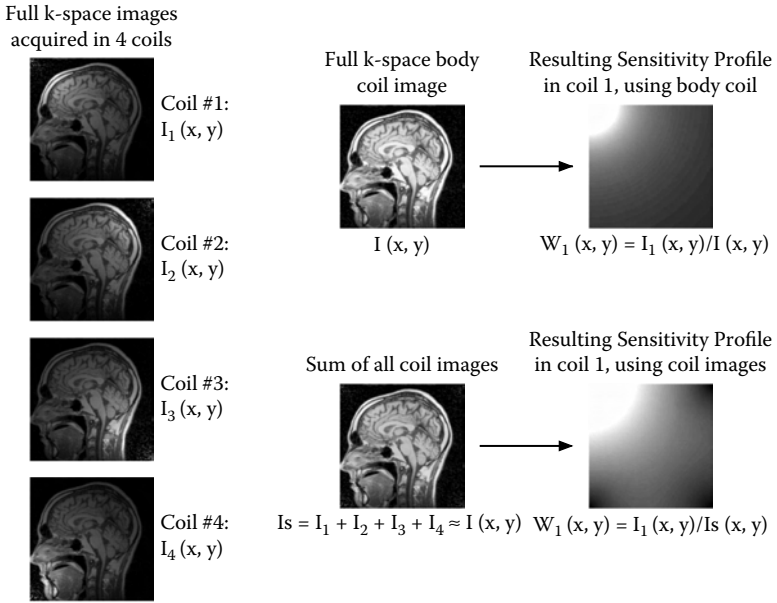 Full k-space images
acquired in 4 coils
Coil #1:
I₁ (x, y)
Coil #2:
I₂ (x, y)
Coil #3:
I₃ (x, y)
Coil #4:
I₄ (x, y)
Full k-space body
coil image
I (x, y)
Resulting Sensitivity Profile
in coil 1, using body coil
W₁ (x, y) = I₁ (x, y)/I (x, y)
Sum of all coil images
Is = I₁ + I₂ + I₃ + I₄ ≈ I (x, y)
Resulting Sensitivity Profile
in coil 1, using coil images
W₁ (x, y) = I₁ (x, y)/Is (x, y)